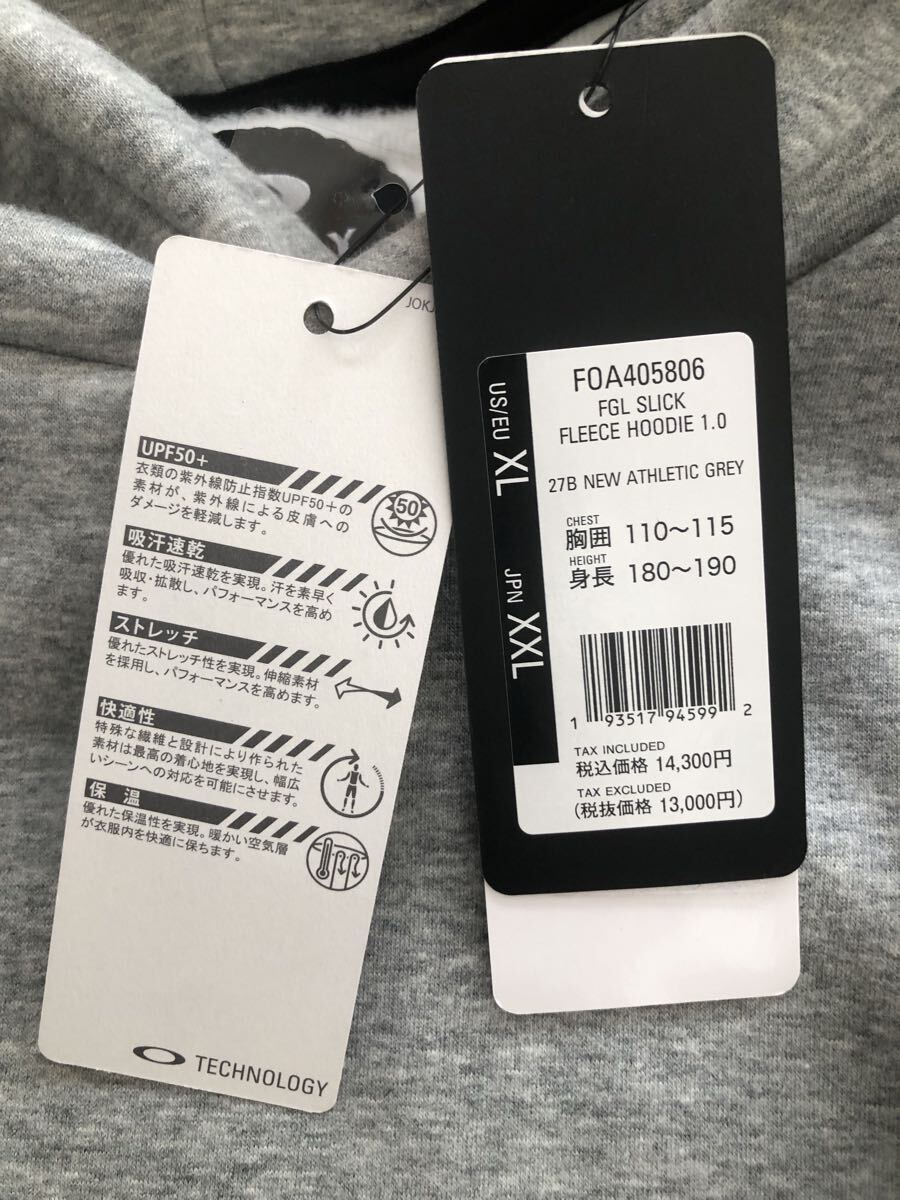 JOKJ
UPF50+
衣類の紫外線防止指数UPF50+の
素材が、紫外線による皮膚への
ダメージを軽減します。
50
吸汗速乾
優れた吸汗速乾を実現。汗を素早く
吸収・拡散し、パフォーマンスを高め
ます。
ストレッチ
優れたストレッチ性を実現。伸縮素材
を採用し、パフォーマンスを高めます。
快適性
特殊な繊維と設計により作られた
素材は最高の着心地を実現し、幅広
いシーンへの対応を可能にさせます。
保温
優れた保温性を実現。暖かい空気層
が衣服内を快適に保ちます。
TECHNOLOGY
US/EU XL
JPN XXL
FOA405806
FGL SLICK
FLEECE HOODIE 1.0
27B NEW ATHLETIC GREY
CHEST
胸囲 110〜115
HEIGHT
身長 180〜190
1 93517 94599 2
TAX INCLUDED
税込価格 14,300円
TAX EXCLUDED
(税抜価格 13,000円)